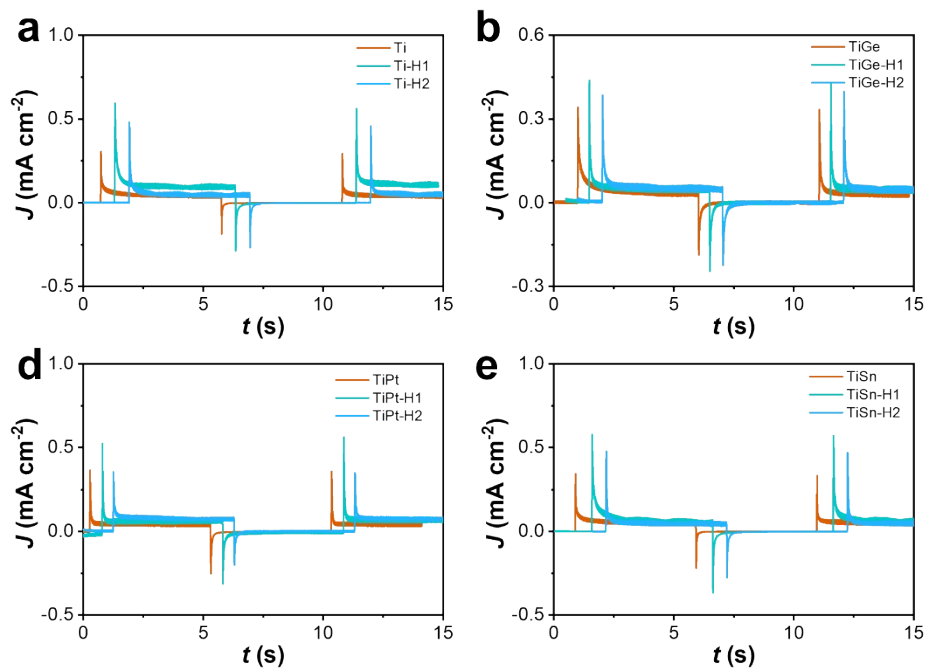 a
1.0
0.5
0.0
-0.5
J (mA cm-2)
Ti
Ti-H1
Ti-H2
0
5
10
15
t (s)
b
0.6
0.3
0.0
-0.3
J (mA cm-2)
TiGe
TiGe-H1
TiGe-H2
0
5
10
15
t (s)
d
1.0
0.5
0.0
-0.5
J (mA cm-2)
TiPt
TiPt-H1
TiPt-H2
0
5
10
15
t (s)
e
1.0
0.5
0.0
-0.5
J (mA cm-2)
TiSn
TiSn-H1
TiSn-H2
0
5
10
15
t (s)